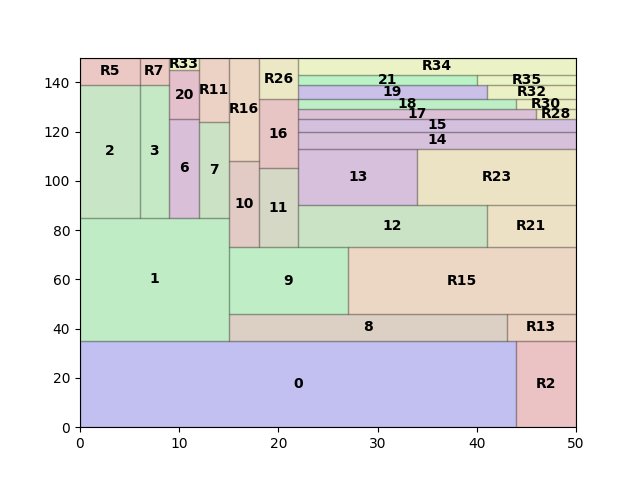 R5 R7 R33 R26 R34
140 21 R35
20 R11 19 R32
R16 18 R30
120 16 17 R28
2 3 15
6 7 14
100 13 R23
10 11
80 12 R21
60 1 9 R15
40 8 R13
20 0 R2
0
0 10 20 30 40 50